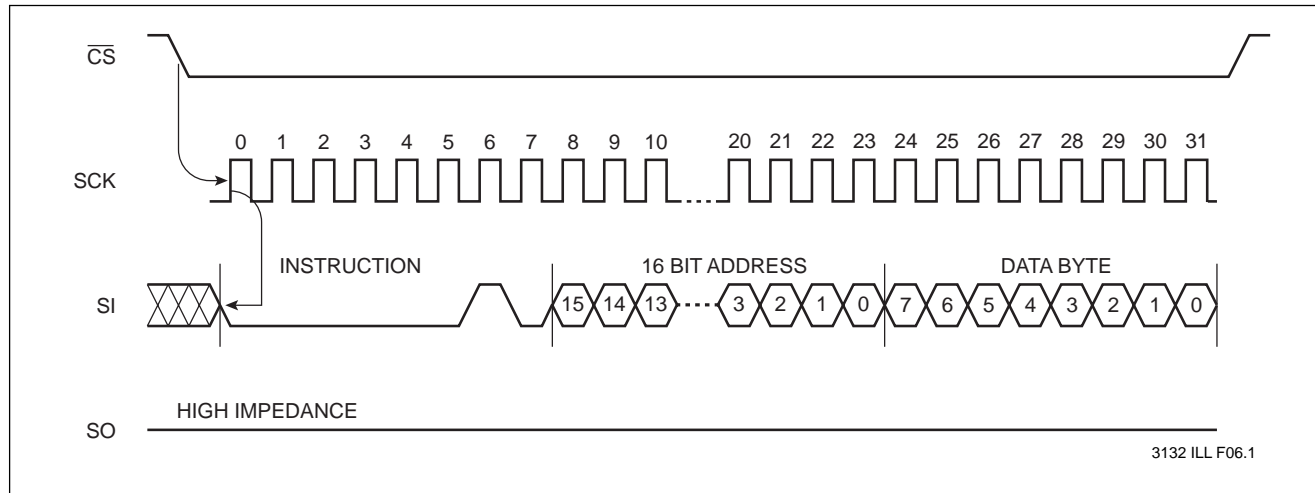 C̅S̅
0 1 2 3 4 5 6 7 8 9 10 20 21 22 23 24 25 26 27 28 29 30 31
SCK
INSTRUCTION 16 BIT ADDRESS DATA BYTE
SI 15 14 13 3 2 1 0 7 6 5 4 3 2 1 0
HIGH IMPEDANCE
SO
3132 ILL F06.1